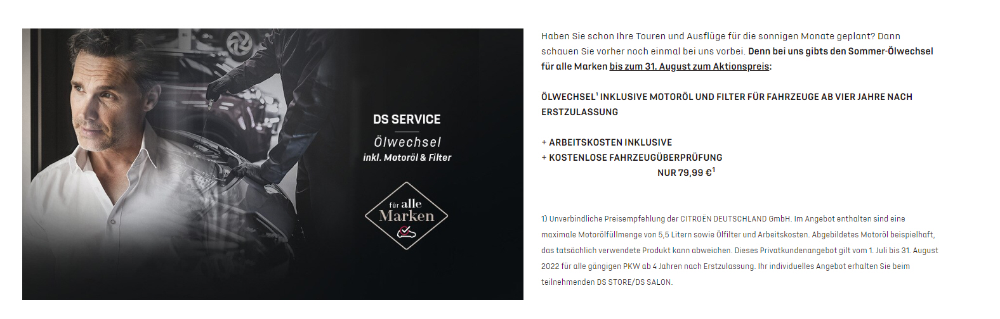 DS SERVICE
Ölwechsel
inkl. Motoröl & Filter
für alle
Marken
Haben Sie schon Ihre Touren und Ausflüge für die sonnigen Monate geplant? Dann
schauen Sie vorher noch einmal bei uns vorbei. Denn bei uns gibts den Sommer-Ölwechsel
für alle Marken bis zum 31. August zum Aktionspreis:
ÖLWECHSEL¹ INKLUSIVE MOTORÖL UND FILTER FÜR FAHRZEUGE AB VIER JAHRE NACH
ERSTZULASSUNG
+ ARBEITSKOSTEN INKLUSIVE
+ KOSTENLOSE FAHRZEUGÜBERPRÜFUNG
NUR 79,99 €¹
1) Unverbindliche Preisempfehlung der CITROËN DEUTSCHLAND GmbH. Im Angebot enthalten sind eine
maximale Motorölfüllmenge von 5,5 Litern sowie Ölfilter und Arbeitskosten. Abgebildetes Motoröl beispielhaft,
das tatsächlich verwendete Produkt kann abweichen. Dieses Privatkundenangebot gilt vom 1. Juli bis 31. August
2022 für alle gängigen PKW ab 4 Jahren nach Erstzulassung. Ihr individuelles Angebot erhalten Sie beim
teilnehmenden DS STORE/DS SALON.